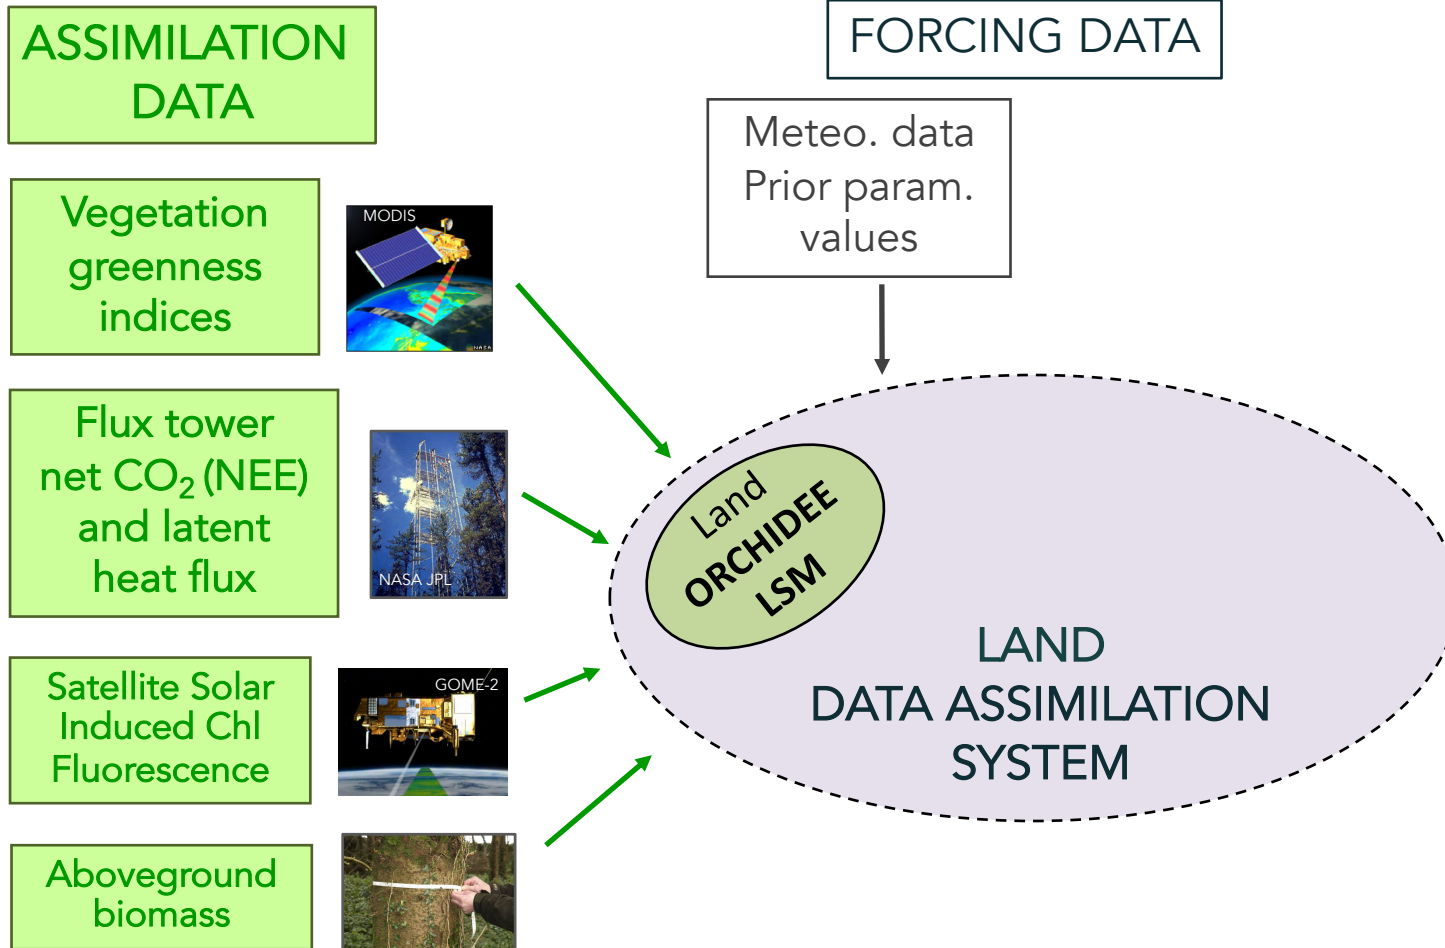 ASSIMILATION
DATA
FORCING DATA
Meteo. data
Prior param.
values
Vegetation
greenness
indices
MODIS
NASA
Flux tower
net CO₂ (NEE)
and latent
heat flux
NASA JPL
Land
ORCHIDEE
LSM
LAND
DATA ASSIMILATION
SYSTEM
Satellite Solar
Induced Chl
Fluorescence
GOME-2
Aboveground
biomass